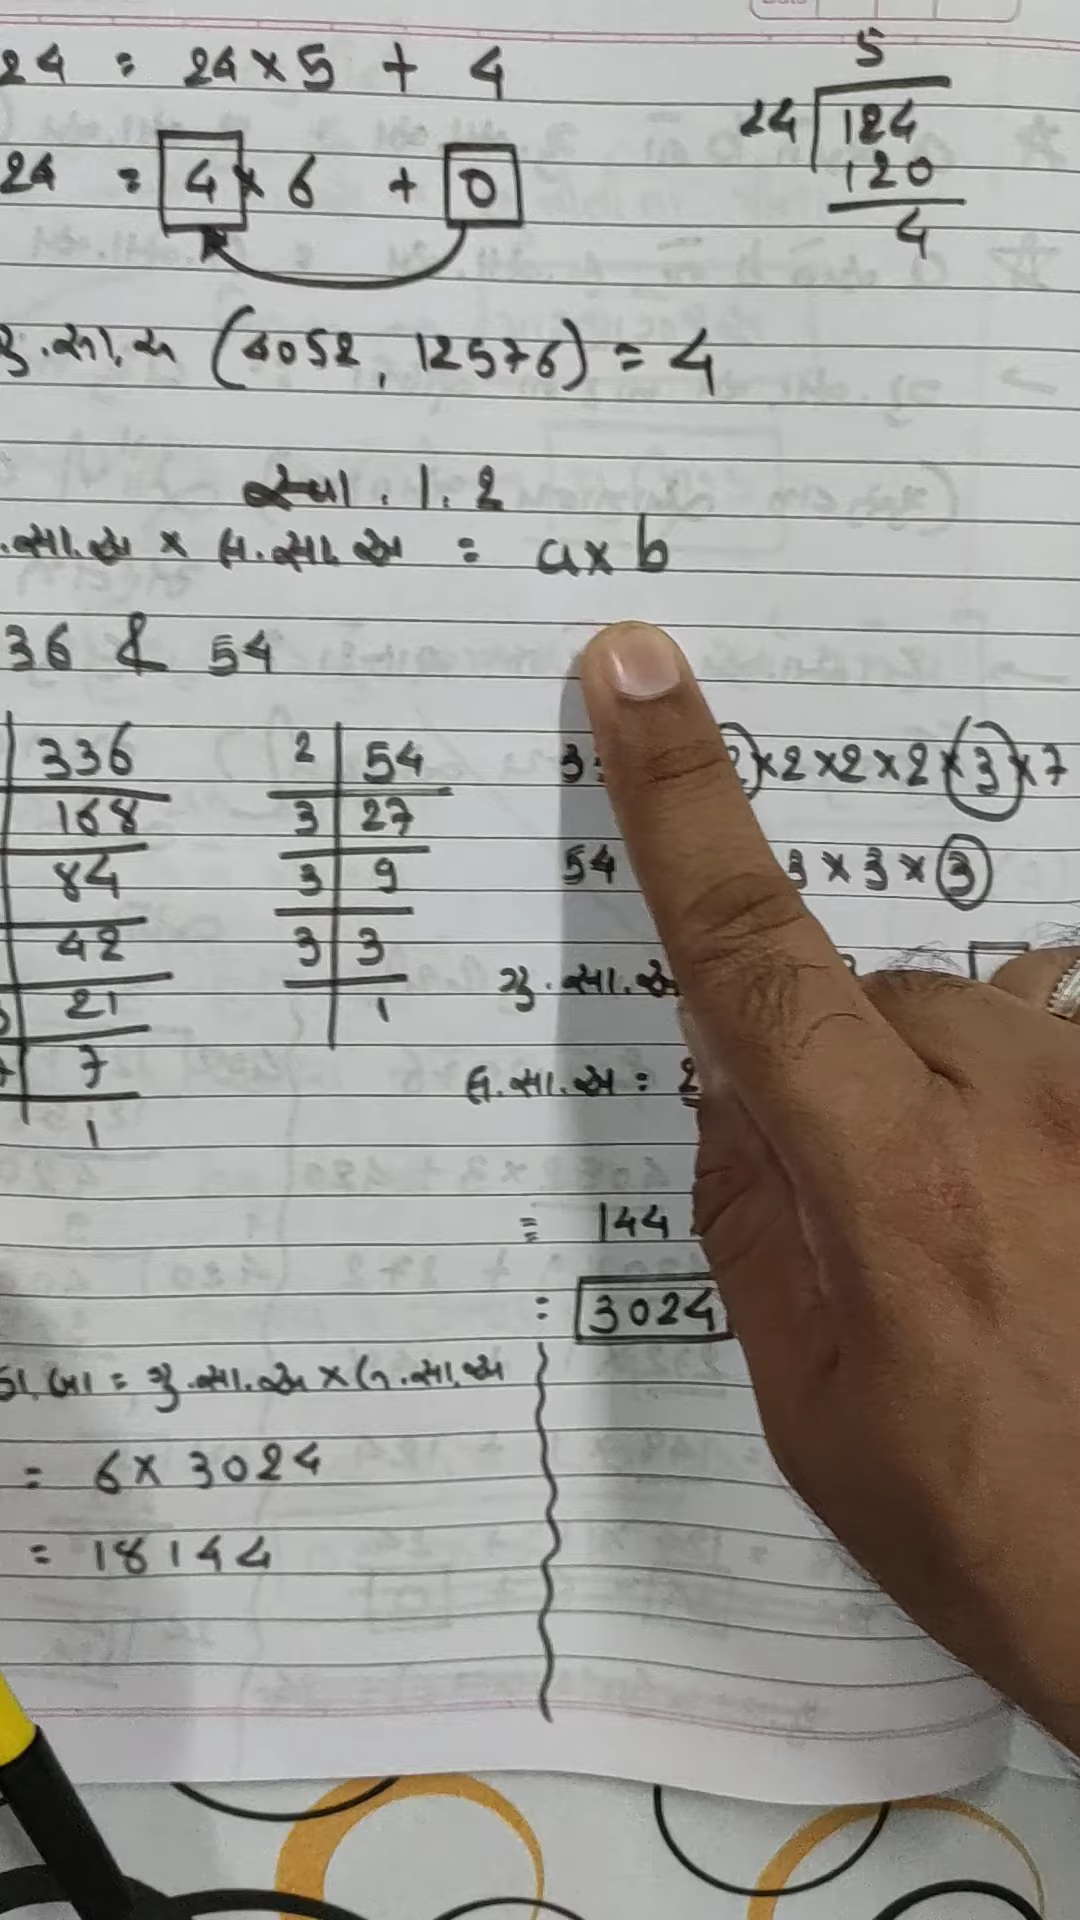 24 = 24 × 5 + 4
5
24 124
120
4
24 = 4 × 6 + 0
ગુ.સા.અ (4052, 12576) = 4
સ્વા. 1.2
.સા.અ × લ.સા.અ = a × b
36 & 54
336
168
84
42
21
7
1
2 54
3 27
3 9
3 3
1
2 × 2 × 2 × 2 × 3 × 7
54 3 × 3 × 3
ગુ.સા.અ
લ.સા.અ = 2
= 144
= 3024
= ગુ.સા.અ × લ.સા.અ
= 6 × 3024
= 18144